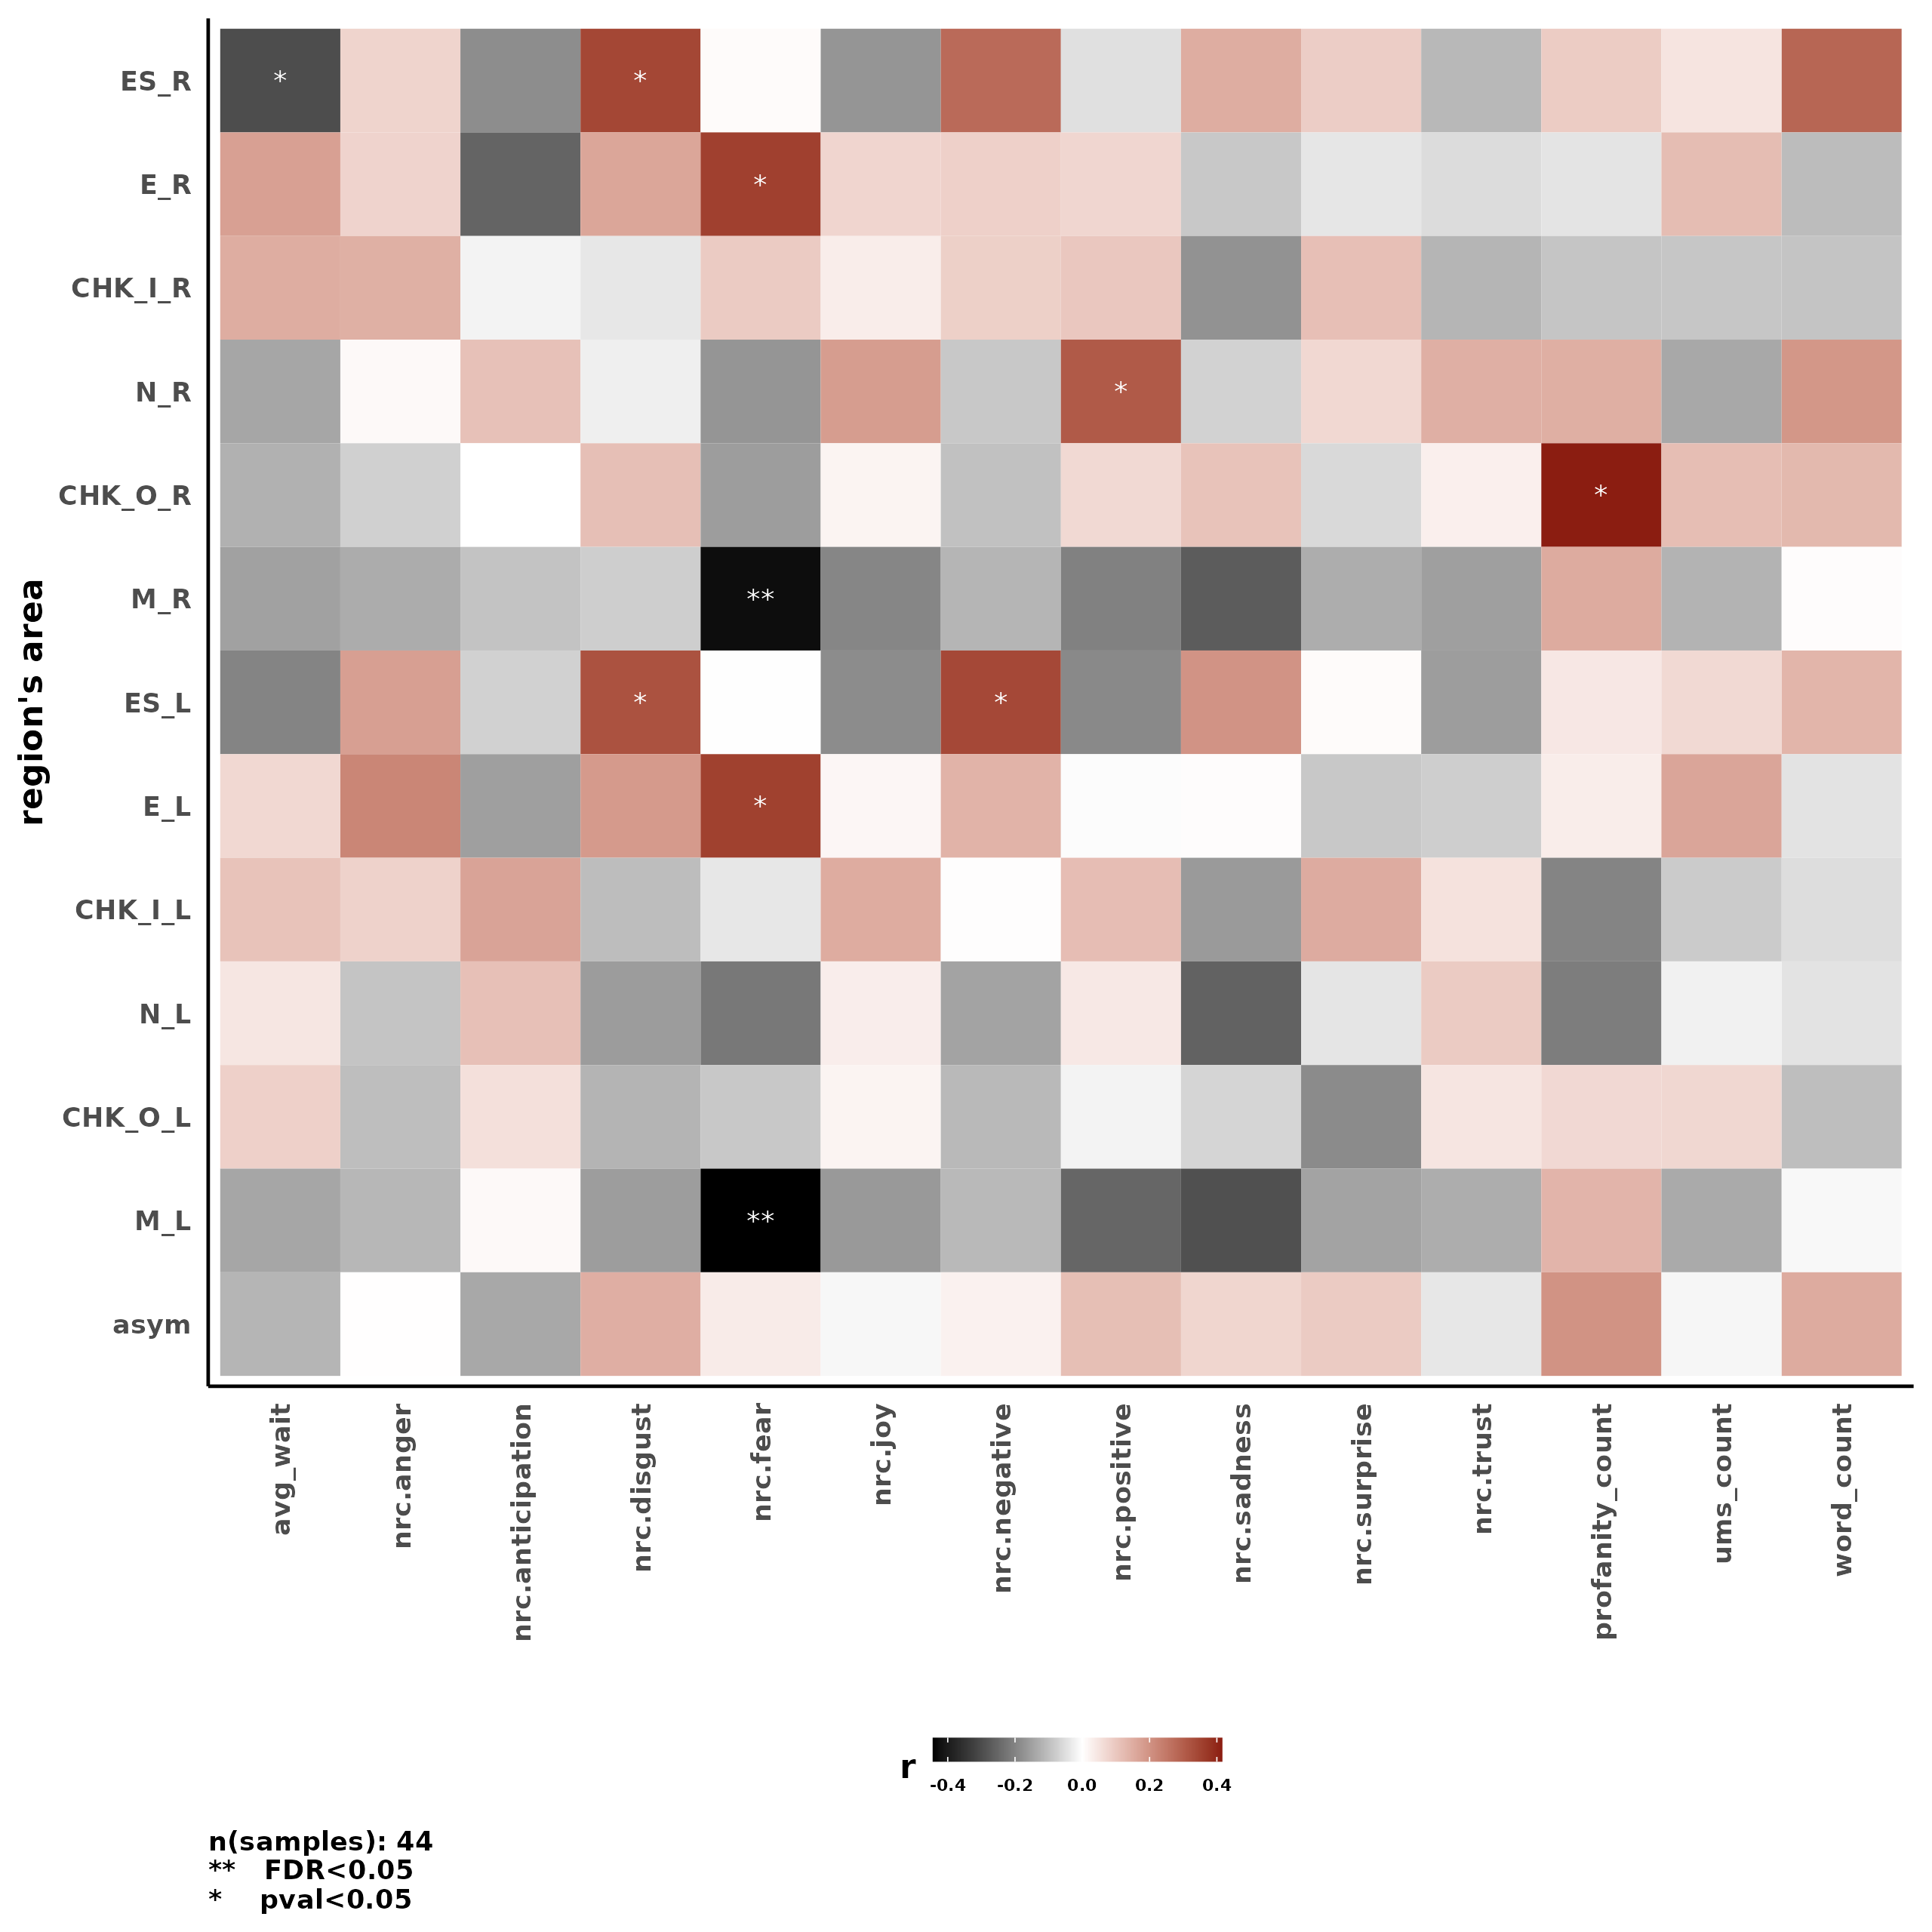 region's area
ES_R
*
*
E_R
*
CHK_I_R
N_R
*
CHK_O_R
*
M_R
**
ES_L
*
*
E_L
*
CHK_I_L
N_L
CHK_O_L
M_L
**
asym
avg_wait
nrc.anger
nrc.anticipation
nrc.disgust
nrc.fear
nrc.joy
nrc.negative
nrc.positive
nrc.sadness
nrc.surprise
nrc.trust
profanity_count
ums_count
word_count
r
-0.4 -0.2 0.0 0.2 0.4
n(samples): 44
** FDR<0.05
* pval<0.05